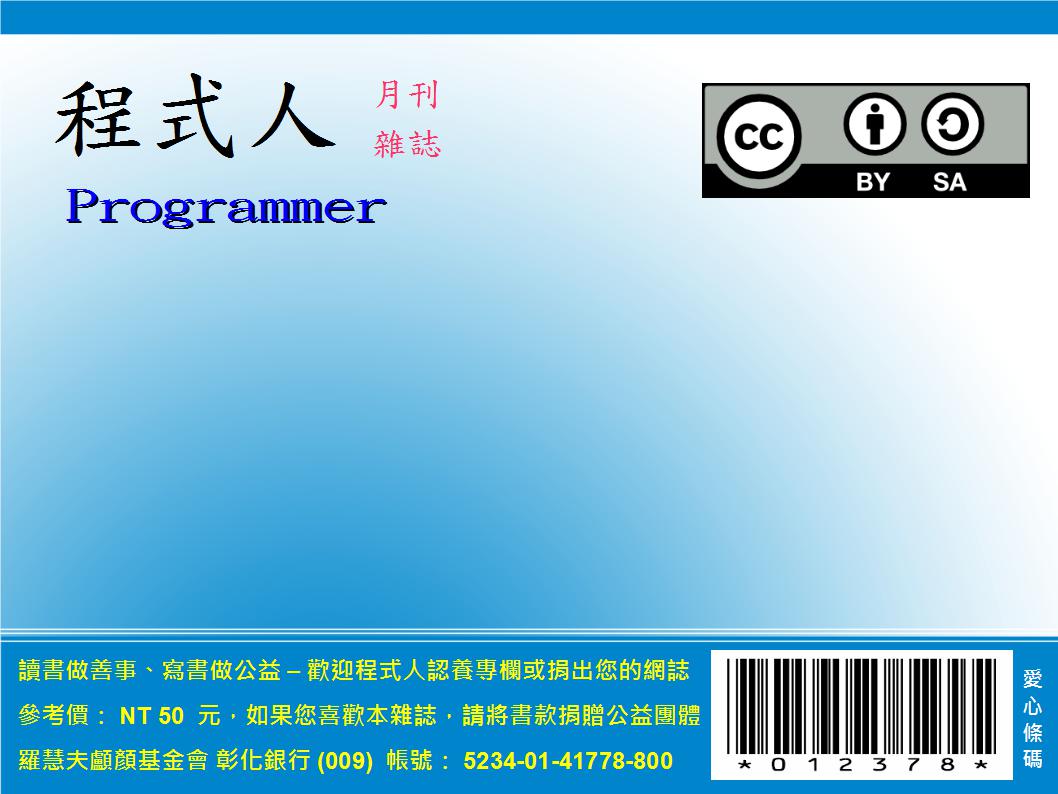 程式人
月刊
雜誌
Programmer
CC
BY SA
讀書做善事、寫書做公益 – 歡迎程式人認養專欄或捐出您的網誌
參考價： NT 50 元，如果您喜歡本雜誌，請將書款捐贈公益團體
羅慧夫顱顏基金會 彰化銀行 (009) 帳號： 5234-01-41778-800
*012378*
愛心條碼